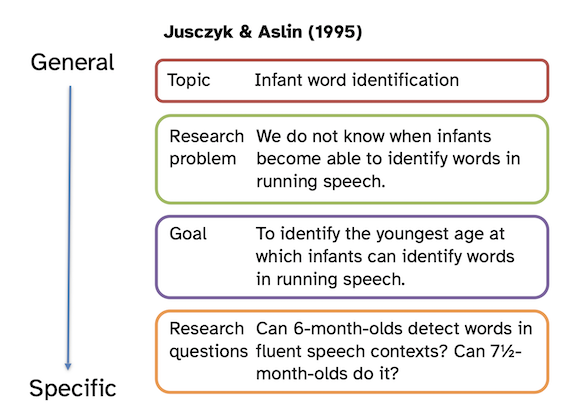 Jusczyk & Aslin (1995)
General
Topic Infant word identification
Research We do not know when infants
problem become able to identify words in
running speech.
Goal To identify the youngest age at
which infants can identify words
in running speech.
Research Can 6-month-olds detect words in
questions fluent speech contexts? Can 7½-
month-olds do it?
Specific